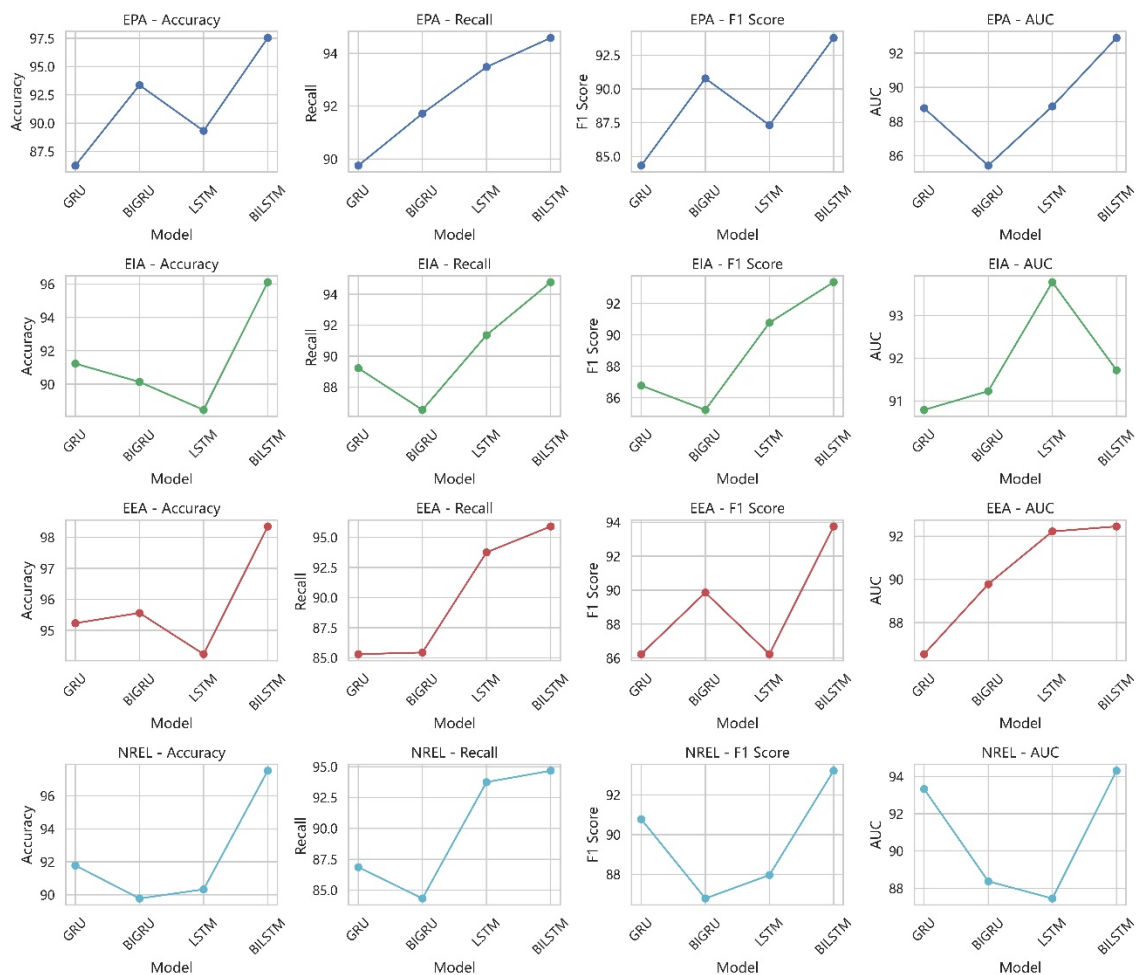 EPA - Accuracy
Accuracy
97.5
95.0
92.5
90.0
87.5
GRU
BIGRU
LSTM
BILSTM
Model
EPA - Recall
Recall
94
92
90
GRU
BIGRU
LSTM
BILSTM
Model
EPA - F1 Score
F1 Score
92.5
90.0
87.5
85.0
GRU
BIGRU
LSTM
BILSTM
Model
EPA - AUC
AUC
92
90
88
86
GRU
BIGRU
LSTM
BILSTM
Model
EIA - Accuracy
Accuracy
96
94
92
90
GRU
BIGRU
LSTM
BILSTM
Model
EIA - Recall
Recall
94
92
90
88
GRU
BIGRU
LSTM
BILSTM
Model
EIA - F1 Score
F1 Score
92
90
88
86
GRU
BIGRU
LSTM
BILSTM
Model
EIA - AUC
AUC
93
92
91
GRU
BIGRU
LSTM
BILSTM
Model
EEA - Accuracy
Accuracy
98
97
96
95
GRU
BIGRU
LSTM
BILSTM
Model
EEA - Recall
Recall
95.0
92.5
90.0
87.5
85.0
GRU
BIGRU
LSTM
BILSTM
Model
EEA - F1 Score
F1 Score
94
92
90
88
86
GRU
BIGRU
LSTM
BILSTM
Model
EEA - AUC
AUC
92
90
88
GRU
BIGRU
LSTM
BILSTM
Model
NREL - Accuracy
Accuracy
96
94
92
90
GRU
BIGRU
LSTM
BILSTM
Model
NREL - Recall
Recall
95.0
92.5
90.0
87.5
85.0
GRU
BIGRU
LSTM
BILSTM
Model
NREL - F1 Score
F1 Score
92
90
88
GRU
BIGRU
LSTM
BILSTM
Model
NREL - AUC
AUC
94
93
91
90
88
GRU
BIGRU
LSTM
BILSTM
Model